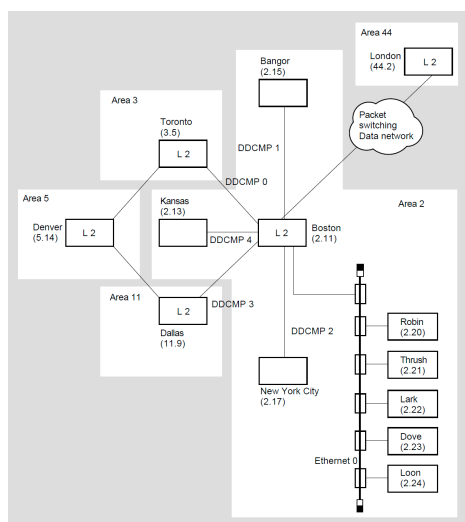 Area 44
London
(44.2)
L 2
Bangor
(2.15)
Packet
switching
Data network
Area 3
Toronto
(3.5)
L 2
DDCMP 1
DDCMP 0
Area 5
Kansas
(2.13)
Area 2
Denver
(5.14)
L 2
DDCMP 4
L 2
Boston
(2.11)
Area 11
L 2
DDCMP 3
Dallas
(11.9)
DDCMP 2
Robin
(2.20)
Thrush
(2.21)
New York City
(2.17)
Lark
(2.22)
Dove
(2.23)
Ethernet 0
Loon
(2.24)